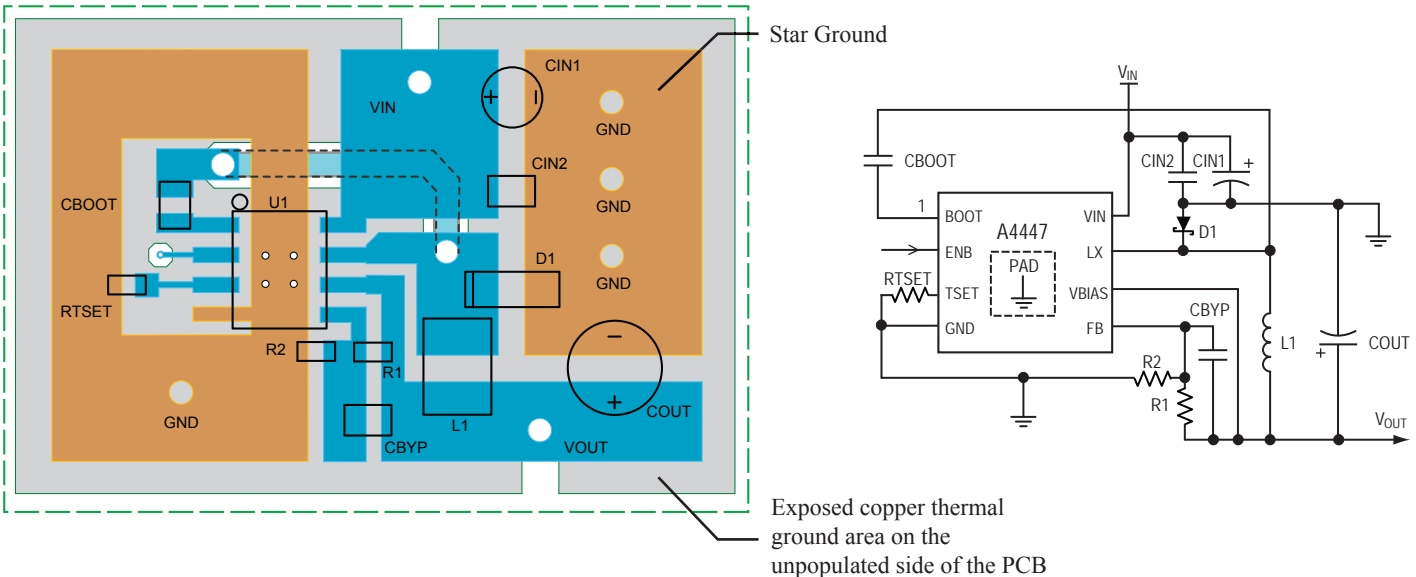 Star Ground
CIN1
VIN
GND
CIN2
GND
CBOOT
U1
D1
GND
RTSET
R2
R1
GND
L1
COUT
CBYP
VOUT
Exposed copper thermal
ground area on the
unpopulated side of the PCB
VIN
CBOOT
CIN2
CIN1
+
1
BOOT
VIN
A4447
D1
ENB
LX
PAD
RTSET
TSET
VBIAS
CBYP
GND
FB
L1
+
COUT
R2
R1
VOUT